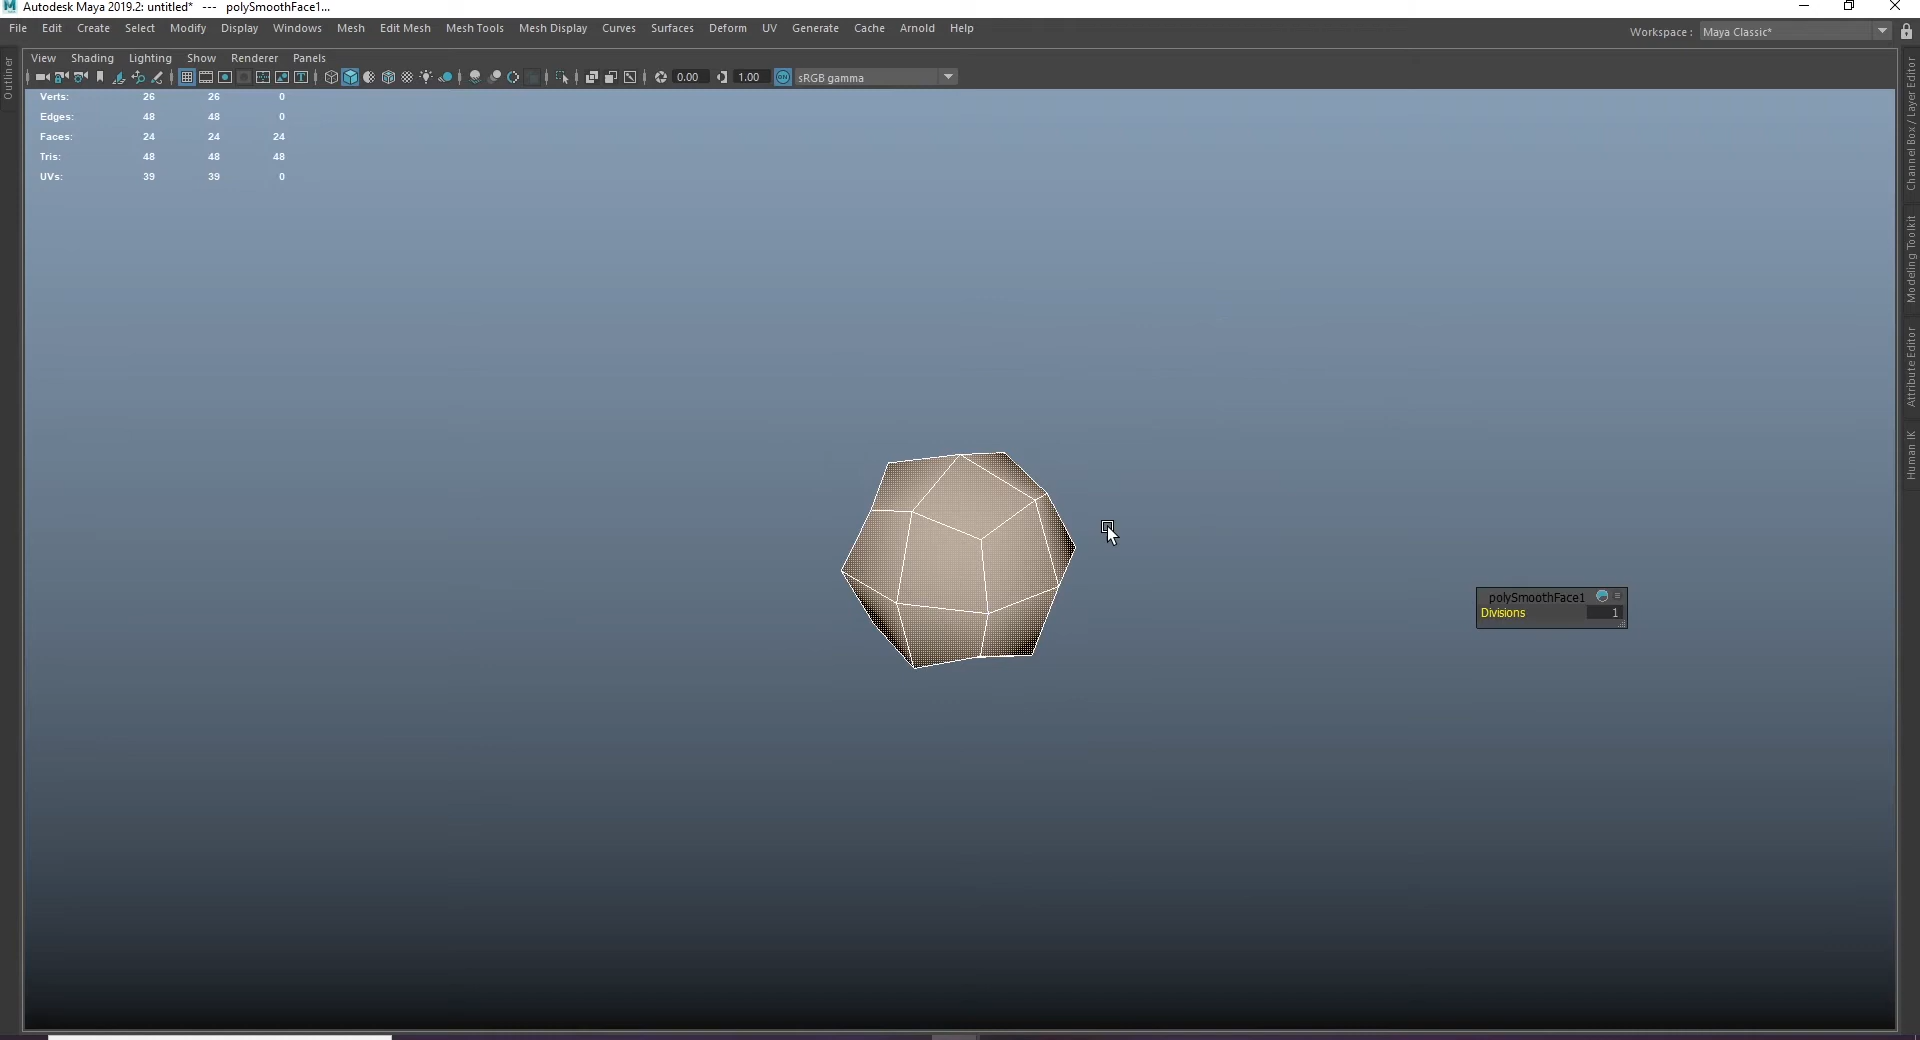 M Autodesk Maya 2019.2: untitled* --- polySmoothFace1...
File Edit Create Select Modify Display Windows Mesh Edit Mesh Mesh Tools Mesh Display Curves Surfaces Deform UV Generate Cache Arnold Help
Workspace : Maya Classic*
View Shading Lighting Show Renderer Panels
0.00 1.00 ON sRGB gamma
Verts: 26 26 0
Edges: 48 48 0
Faces: 24 24 24
Tris: 48 48 48
UVs: 39 39 0
polySmoothFace1
Divisions 1
Outliner
Channel Box / Layer Editor
Modeling Toolkit
Attribute Editor
Human IK